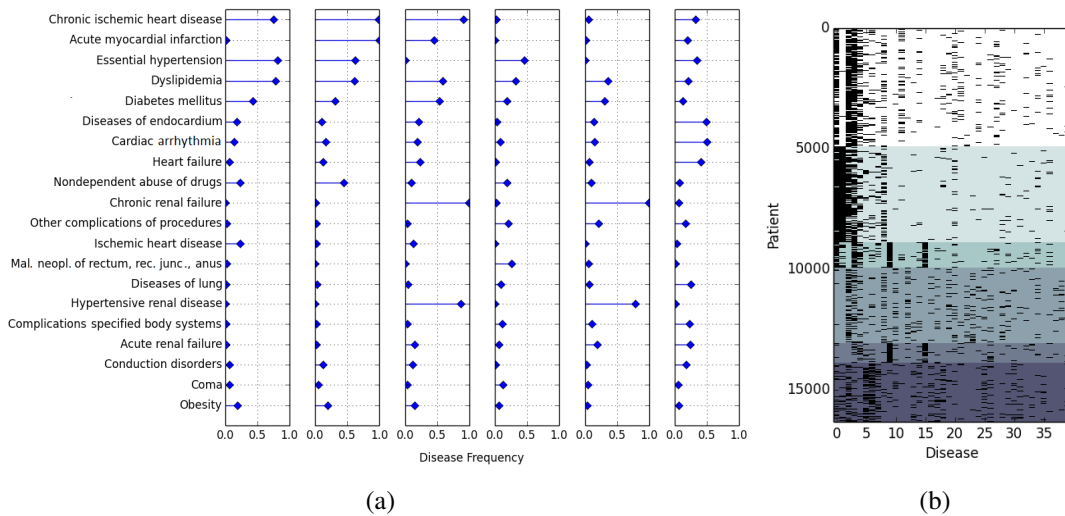 Chronic ischemic heart disease
Acute myocardial infarction
Essential hypertension
Dyslipidemia
Diabetes mellitus
Diseases of endocardium
Cardiac arrhythmia
Heart failure
Nondependent abuse of drugs
Chronic renal failure
Other complications of procedures
Ischemic heart disease
Mal. neopl. of rectum, rec. junc., anus
Diseases of lung
Hypertensive renal disease
Complications specified body systems
Acute renal failure
Conduction disorders
Coma
Obesity
0.0 0.5 1.0 0.0 0.5 1.0 0.0 0.5 1.0 0.0 0.5 1.0 0.0 0.5 1.0 0.0 0.5 1.0
Disease Frequency
(a)
0
5000
10000
15000
Patient
0 5 10 15 20 25 30 35
Disease
(b)